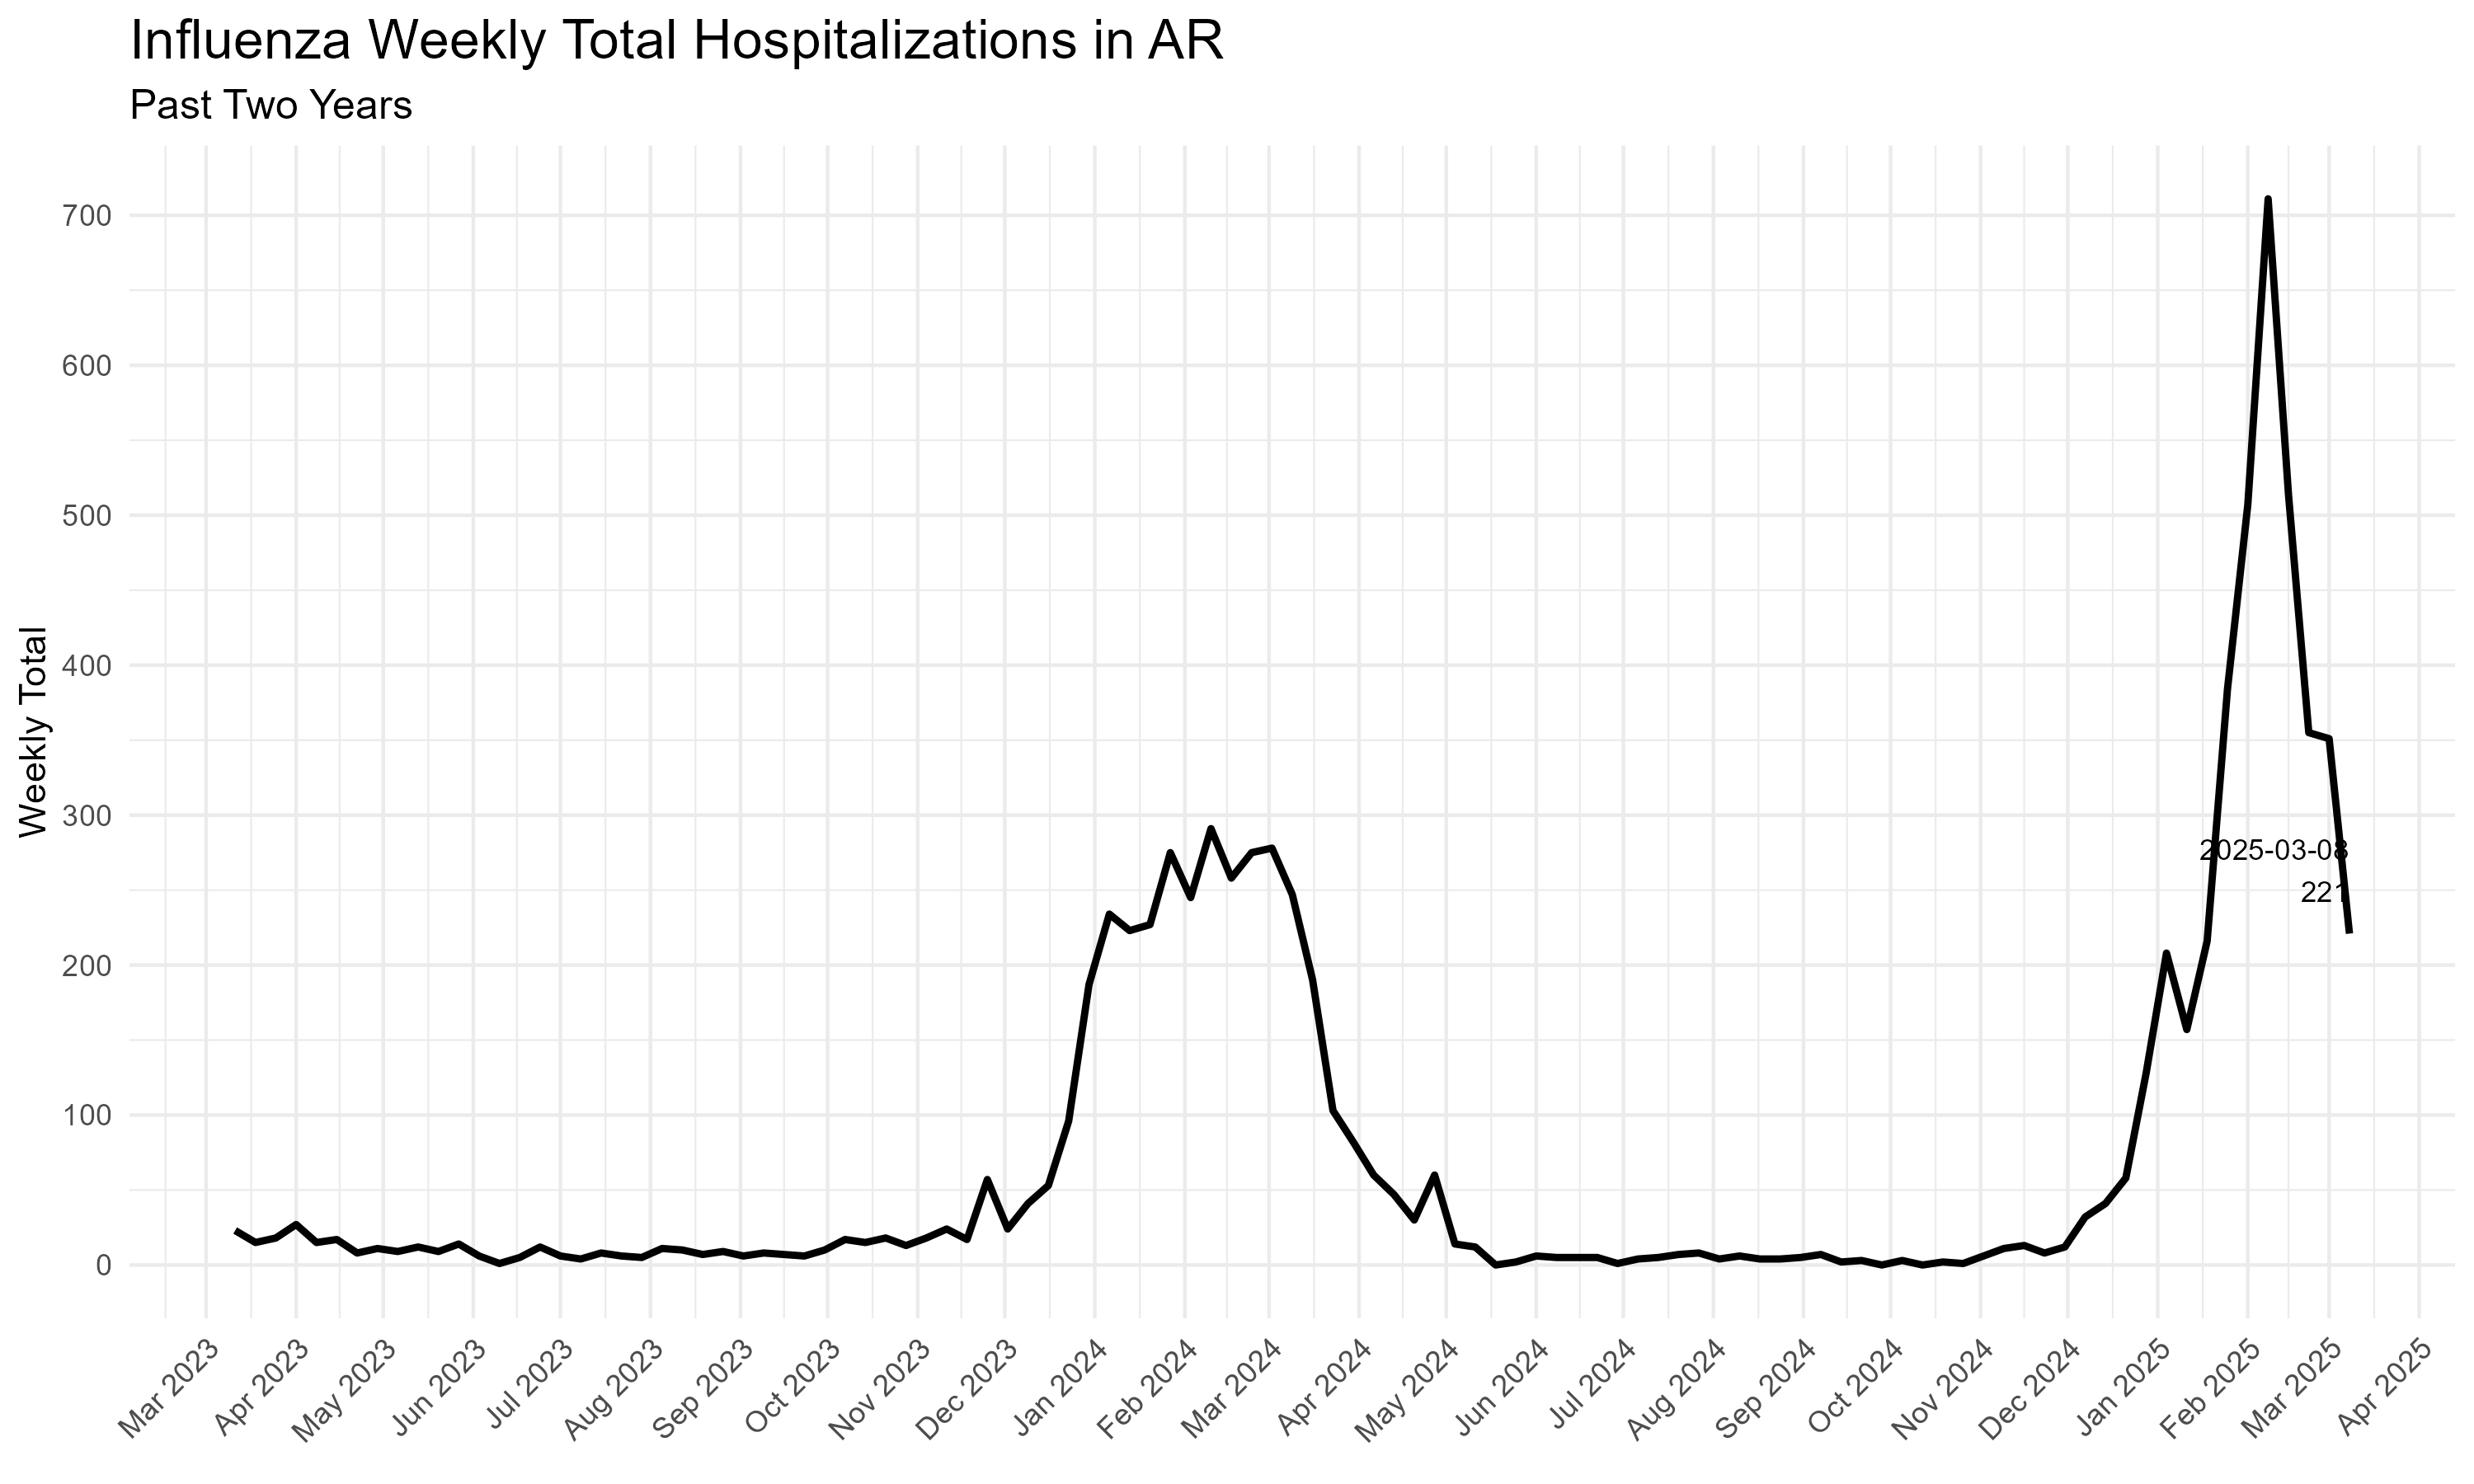 Influenza Weekly Total Hospitalizations in AR
Past Two Years
Weekly Total
700
600
500
400
300
200
100
0
2025-03-08
221
Mar 2023
Apr 2023
May 2023
Jun 2023
Jul 2023
Aug 2023
Sep 2023
Oct 2023
Nov 2023
Dec 2023
Jan 2024
Feb 2024
Mar 2024
Apr 2024
May 2024
Jun 2024
Jul 2024
Aug 2024
Sep 2024
Oct 2024
Nov 2024
Dec 2024
Jan 2025
Feb 2025
Mar 2025
Apr 2025